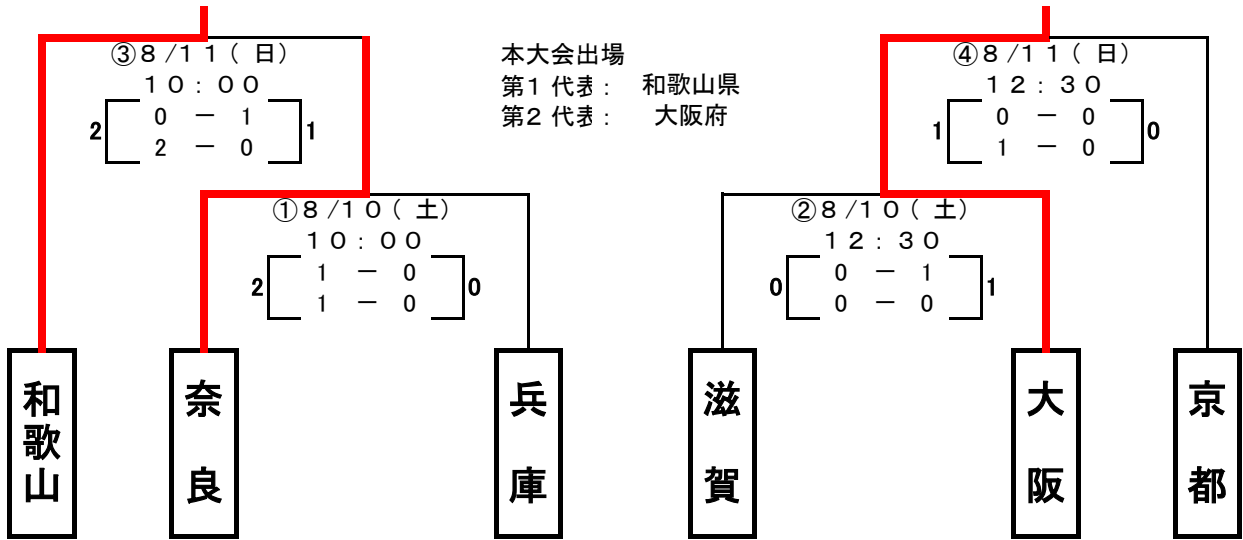 ③8/11(日)
10:00
2 0 － 1 1
2 － 0
本大会出場
第1代表： 和歌山県
第2代表： 大阪府
④8/11(日)
12:30
1 0 － 0 0
1 － 0
①8/10(土)
10:00
2 1 － 0 0
1 － 0
②8/10(土)
12:30
0 0 － 1 1
0 － 0
和歌山
奈良
兵庫
滋賀
大阪
京都